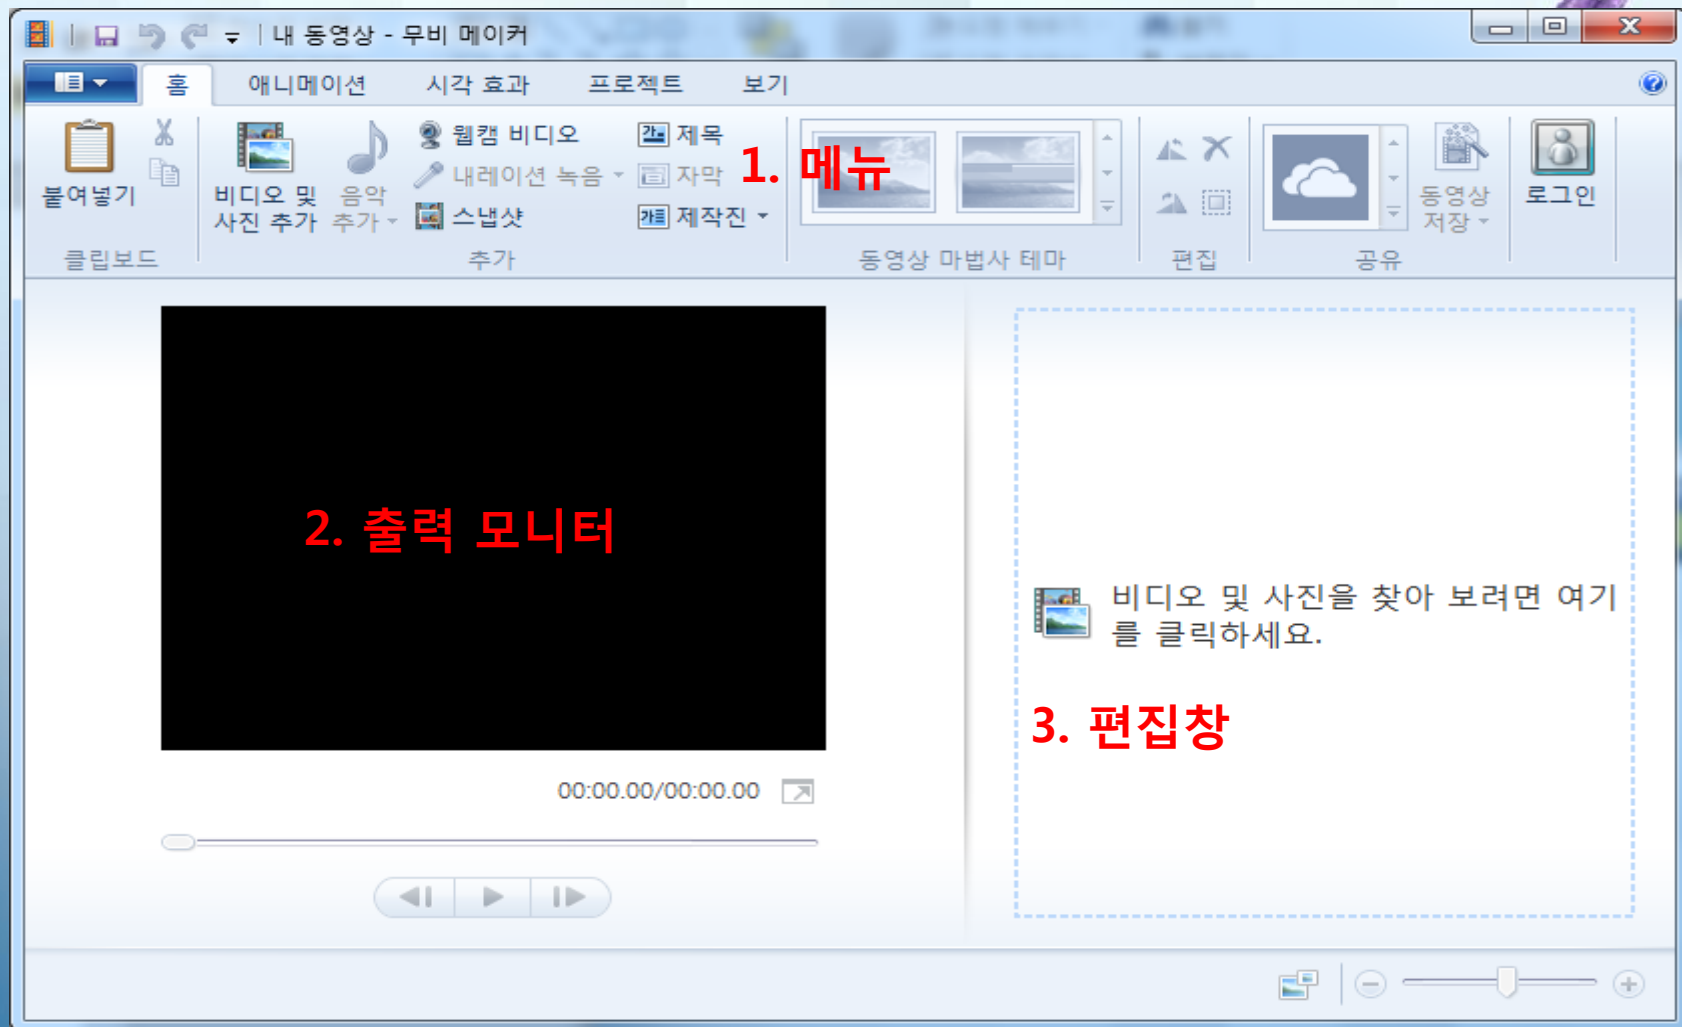 내 동영상 - 무비 메이커
홈 애니메이션 시각 효과 프로젝트 보기
붙여넣기
클립보드
비디오 및
사진 추가
음악
추가
웹캠 비디오
내레이션 녹음
스냅샷
제목
자막
제작진
추가
1. 메뉴
동영상 마법사 테마
편집
공유
동영상
저장
로그인
2. 출력 모니터
00:00.00/00:00.00
비디오 및 사진을 찾아 보려면 여기
를 클릭하세요.
3. 편집창